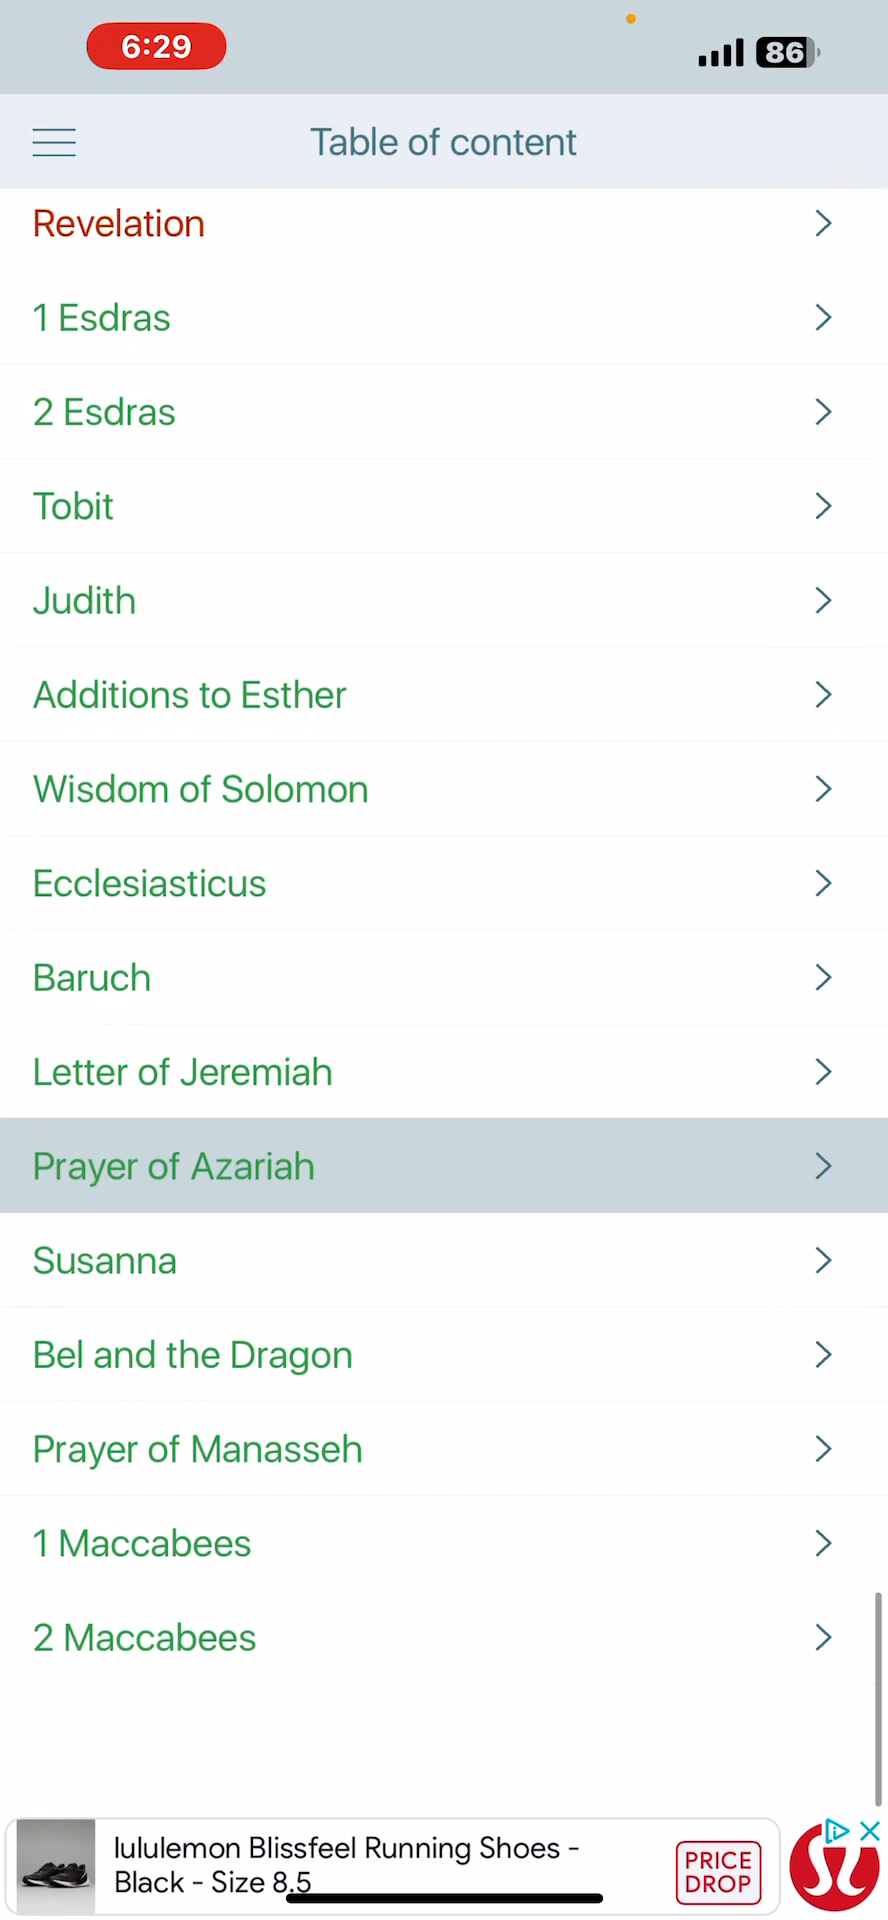 6:29
86
Table of content
Revelation
1 Esdras
2 Esdras
Tobit
Judith
Additions to Esther
Wisdom of Solomon
Ecclesiasticus
Baruch
Letter of Jeremiah
Prayer of Azariah
Susanna
Bel and the Dragon
Prayer of Manasseh
1 Maccabees
2 Maccabees
lululemon Blissfeel Running Shoes -
Black - Size 8.5
PRICE
DROP